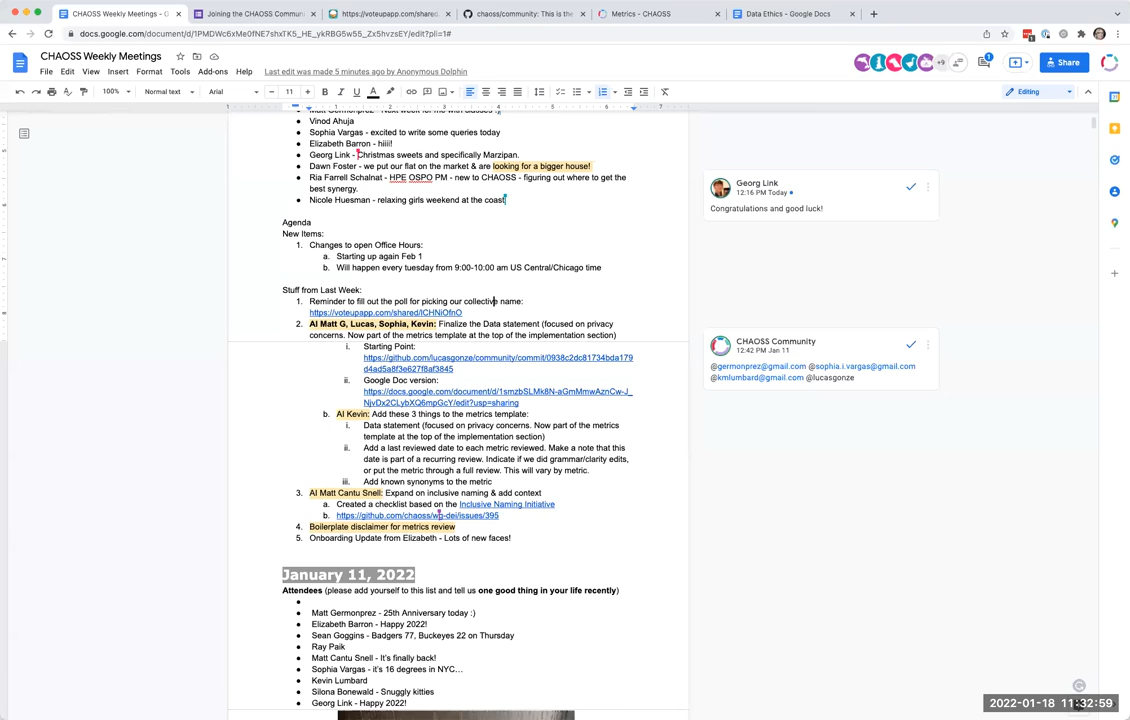 CHAOSS Weekly Meetings - G
Joining the CHAOSS Commun
https://voteupapp.com/shared.
chaoss/community: This is the
Metrics - CHAOSS
Data Ethics - Google Docs
docs.google.com/document/d/1PMDWc6xMe0fNE7shxTK5_HE_ykRBG5w55_Zx5hvzsEY/edit?pli=1#
CHAOSS Weekly Meetings
File Edit View Insert Format Tools Add-ons Help Last edit was made 5 minutes ago by Anonymous Dolphin
+9
1
Share
100% Normal text Arial 11 Editing
Vinod Ahuja
Sophia Vargas - excited to write some queries today
Elizabeth Barron - hiiii!
Georg Link - Christmas sweets and specifically Marzipan.
Dawn Foster - we put our flat on the market & are looking for a bigger house!
Ria Farrell Schalnat - HPE OSPO PM - new to CHAOSS - figuring out where to get the
best synergy.
Nicole Huesman - relaxing girls weekend at the coast
Agenda
New Items:
1. Changes to open Office Hours:
a. Starting up again Feb 1
b. Will happen every tuesday from 9:00-10:00 am US Central/Chicago time
Stuff from Last Week:
1. Reminder to fill out the poll for picking our collective name:
https://voteupapp.com/shared/lCHNiOfnO
2. AI Matt G, Lucas, Sophia, Kevin: Finalize the Data statement (focused on privacy
concerns. Now part of the metrics template at the top of the implementation section)
i. Starting Point:
https://github.com/lucasgonze/community/commit/0938c2dc81734bda179
d4ad5a8f3e627f8af3845
ii. Google Doc version:
https://docs.google.com/document/d/1smzbSLMk8N-aGmMmwAznCw-J_
NjvDx2CLybXQ6mpGcY/edit?usp=sharing
b. AI Kevin: Add these 3 things to the metrics template:
i. Data statement (focused on privacy concerns. Now part of the metrics
template at the top of the implementation section)
ii. Add a last reviewed date to each metric reviewed. Make a note that this
date is part of a recurring review. Indicate if we did grammar/clarity edits,
or put the metric through a full review. This will vary by metric.
iii. Add known synonyms to the metric
3. AI Matt Cantu Snell: Expand on inclusive naming & add context
a. Created a checklist based on the Inclusive Naming Initiative
b. https://github.com/chaoss/wg-dei/issues/395
4. Boilerplate disclaimer for metrics review
5. Onboarding Update from Elizabeth - Lots of new faces!
January 11, 2022
Attendees (please add yourself to this list and tell us one good thing in your life recently)
Matt Germonprez - 25th Anniversary today :)
Elizabeth Barron - Happy 2022!
Sean Goggins - Badgers 77, Buckeyes 22 on Thursday
Ray Paik
Matt Cantu Snell - It's finally back!
Sophia Vargas - it's 16 degrees in NYC…
Kevin Lumbard
Silona Bonewald - Snuggly kitties
Georg Link - Happy 2022!
Georg Link
12:16 PM Today
Congratulations and good luck!
CHAOSS Community
12:42 PM Jan 11
@germonprez@gmail.com @sophia.i.vargas@gmail.com
@kmlumbard@gmail.com @lucasgonze
2022-01-18 11:32:59